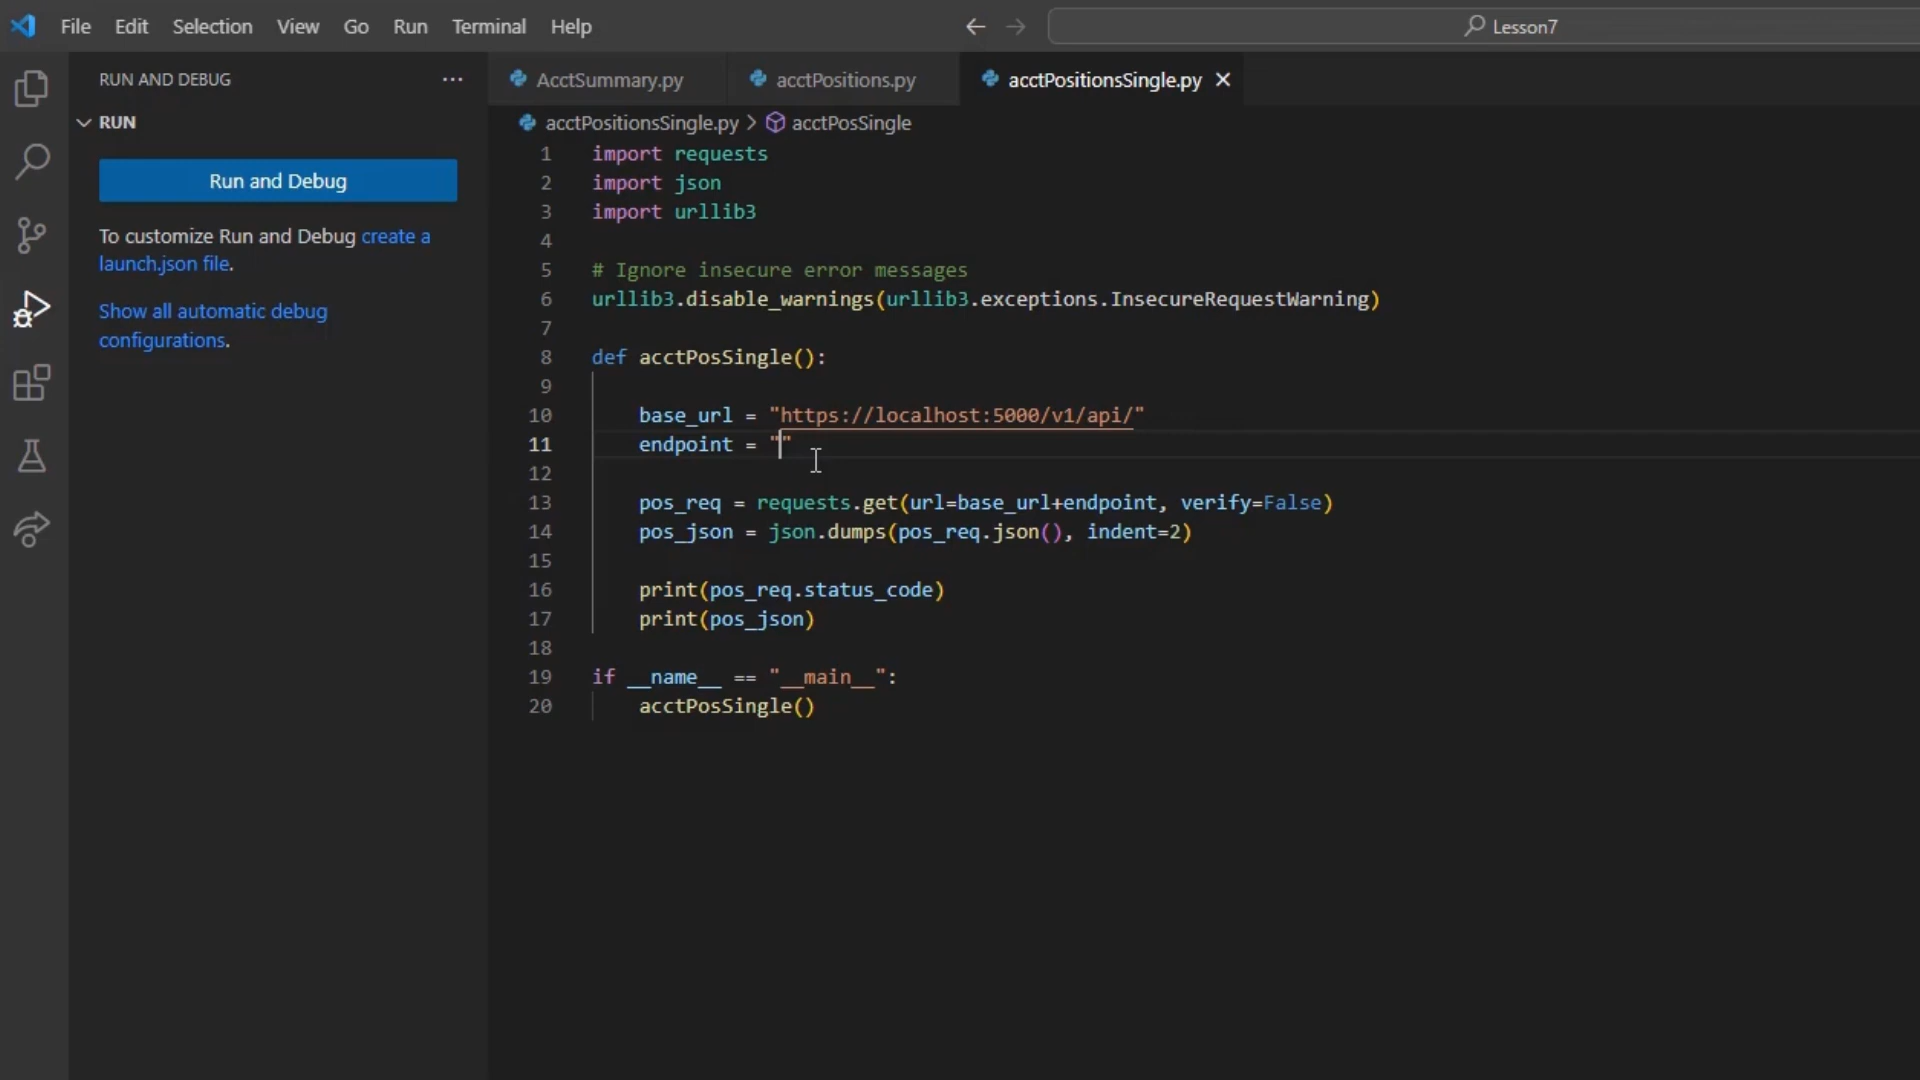 File Edit Selection View Go Run Terminal Help
Lesson7
RUN AND DEBUG
RUN
Run and Debug
To customize Run and Debug create a
launch.json file.
Show all automatic debug
configurations.
AcctSummary.py acctPositions.py acctPositionsSingle.py
acctPositionsSingle.py > acctPosSingle
1 import requests
2 import json
3 import urllib3
4
5 # Ignore insecure error messages
6 urllib3.disable_warnings(urllib3.exceptions.InsecureRequestWarning)
7
8 def acctPosSingle():
9
10 base_url = "https://localhost:5000/v1/api/"
11 endpoint = ""
12
13 pos_req = requests.get(url=base_url+endpoint, verify=False)
14 pos_json = json.dumps(pos_req.json(), indent=2)
15
16 print(pos_req.status_code)
17 print(pos_json)
18
19 if __name__ == "__main__":
20 acctPosSingle()